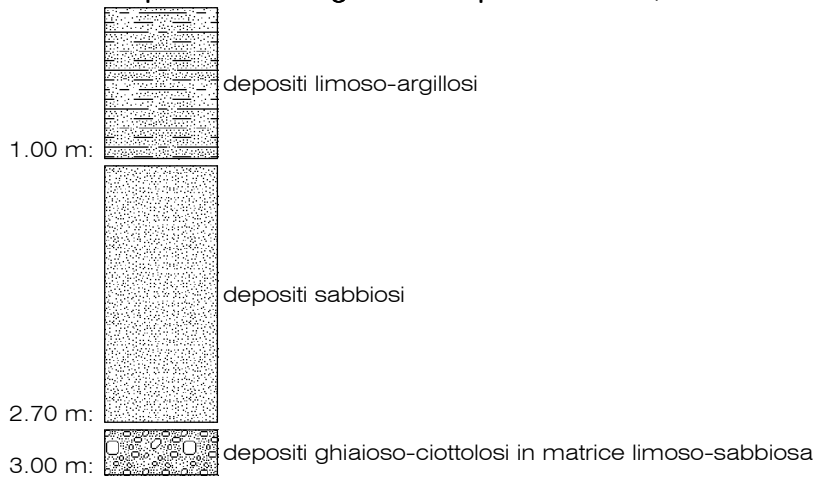 depositi limoso-argillosi
1.00 m:
depositi sabbiosi
2.70 m:
depositi ghiaioso-ciottolosi in matrice limoso-sabbiosa
3.00 m: